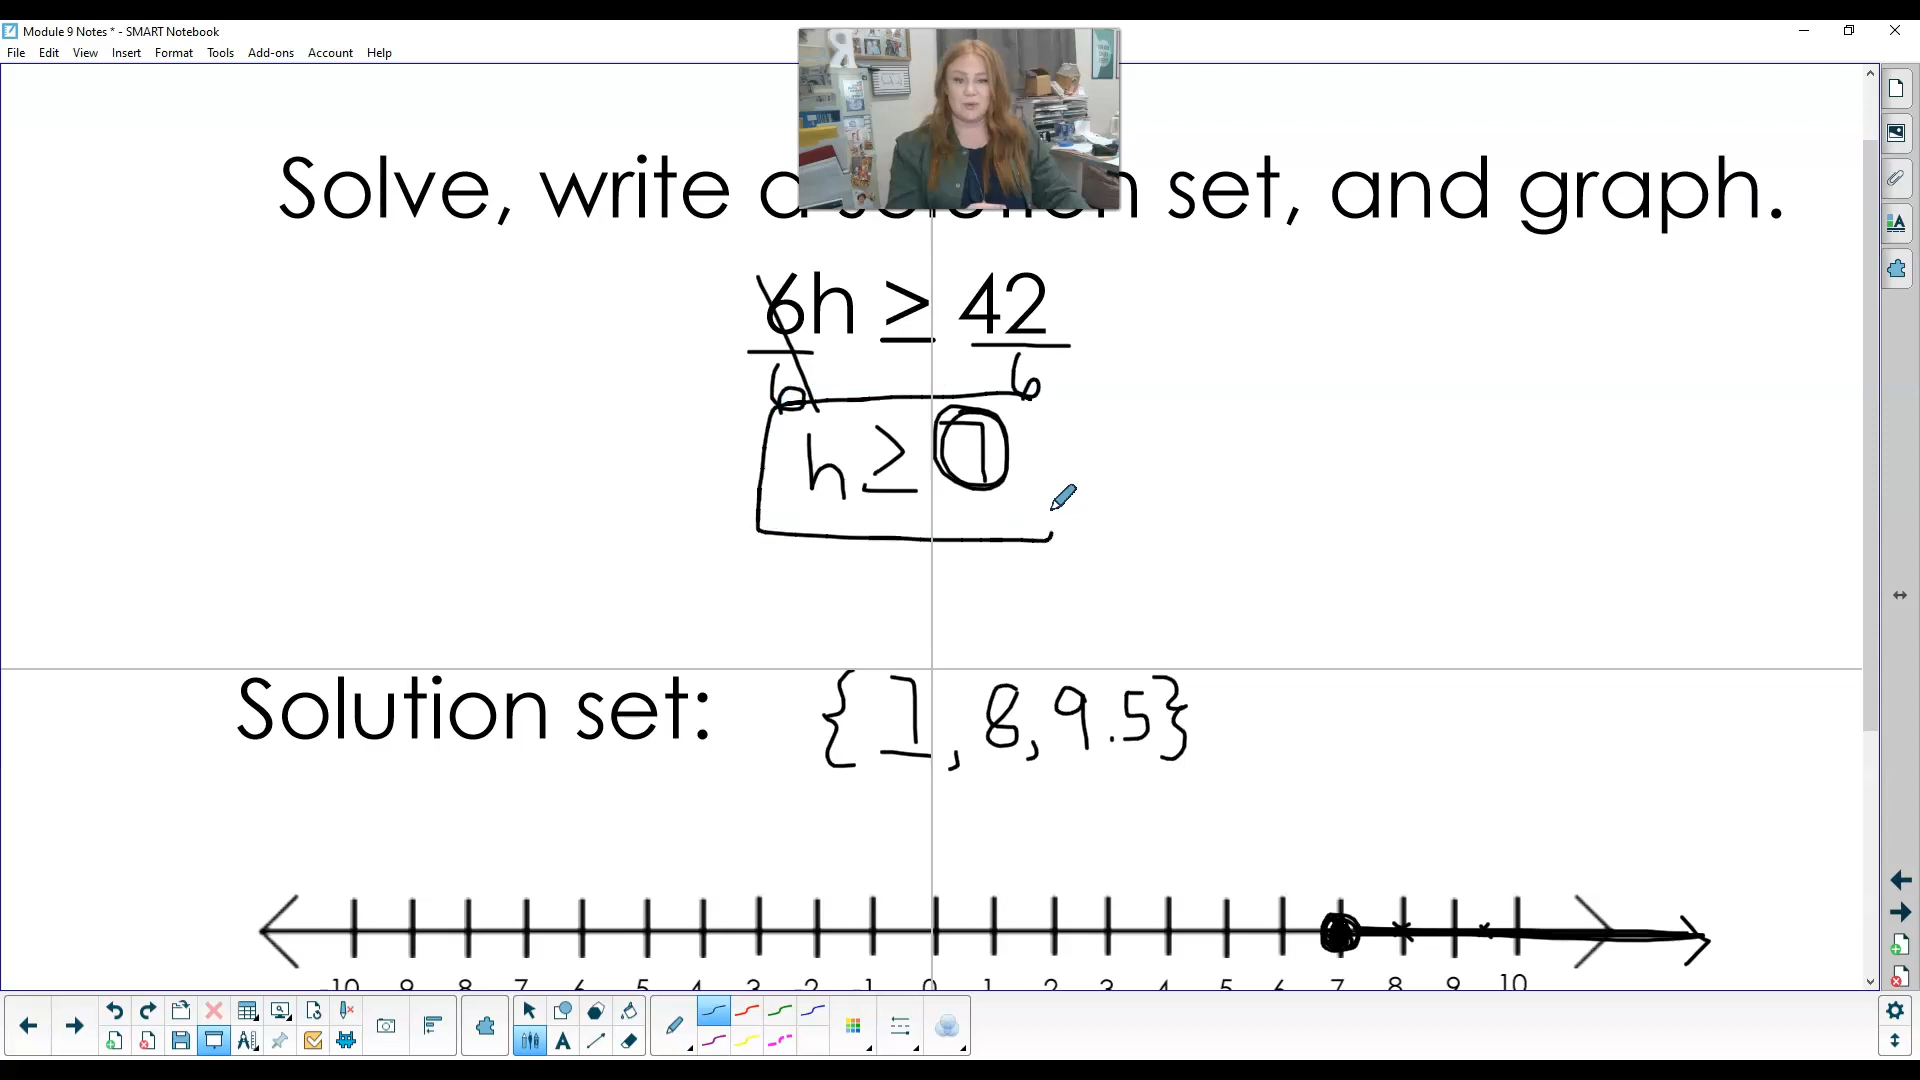 Module 9 Notes * - SMART Notebook
File Edit View Insert Format Tools Add-ons Account Help
Solve, write a solution set, and graph.
6h ≥ 42
6 6
h ≥ 7
Solution set: { 7, 8, 9.5 }
-10 9 8 7 6 5 4 3 -2 -1 0 1 2 3 4 5 6 7 8 9 10